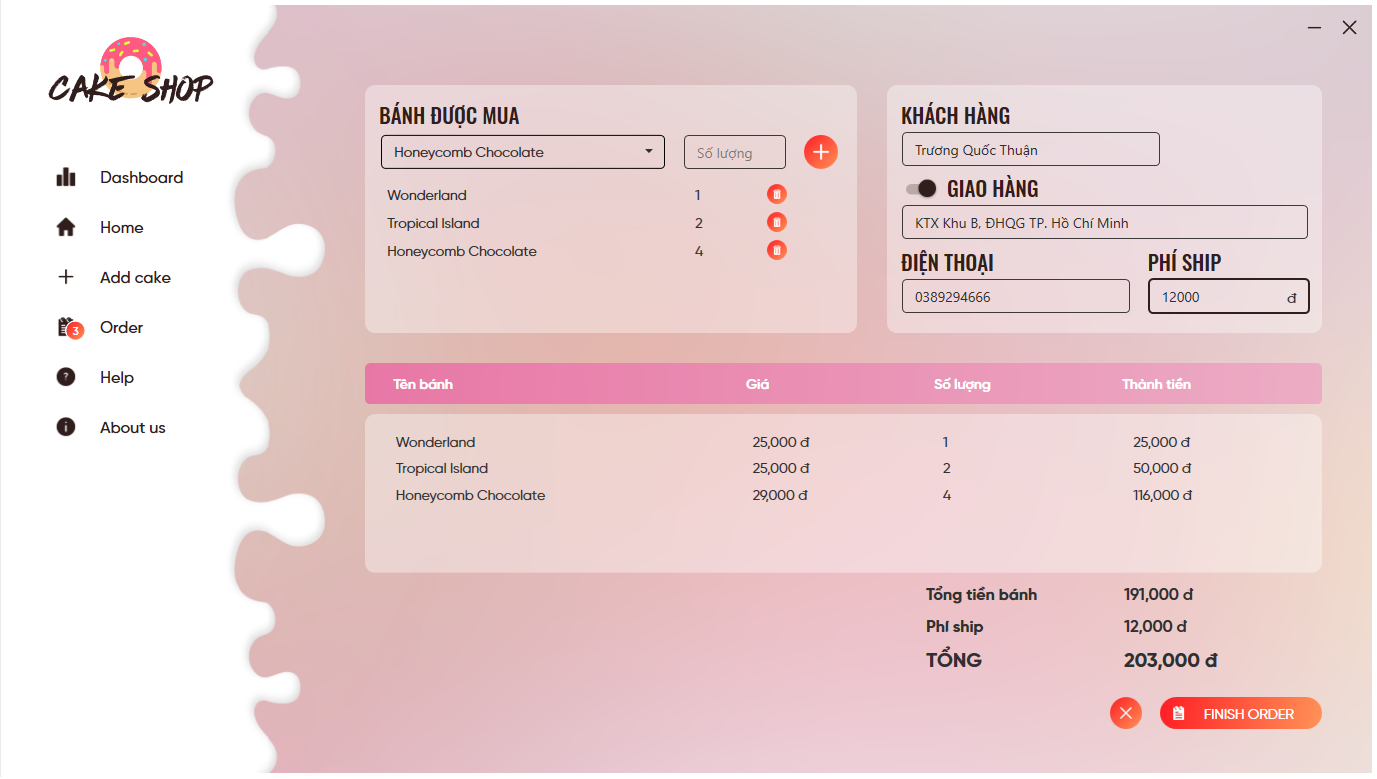 CAKE SHOP
Dashboard
Home
Add cake
3
Order
Help
About us
BÁNH ĐƯỢC MUA
Honeycomb Chocolate
Số lượng
Wonderland 1
Tropical Island 2
Honeycomb Chocolate 4
KHÁCH HÀNG
Trương Quốc Thuận
GIAO HÀNG
KTX Khu B, ĐHQG TP. Hồ Chí Minh
ĐIỆN THOẠI PHÍ SHIP
0389294666 12000 đ
Tên bánh Giá Số lượng Thành tiền
Wonderland 25,000 đ 1 25,000 đ
Tropical Island 25,000 đ 2 50,000 đ
Honeycomb Chocolate 29,000 đ 4 116,000 đ
Tổng tiền bánh 191,000 đ
Phí ship 12,000 đ
TỔNG 203,000 đ
FINISH ORDER